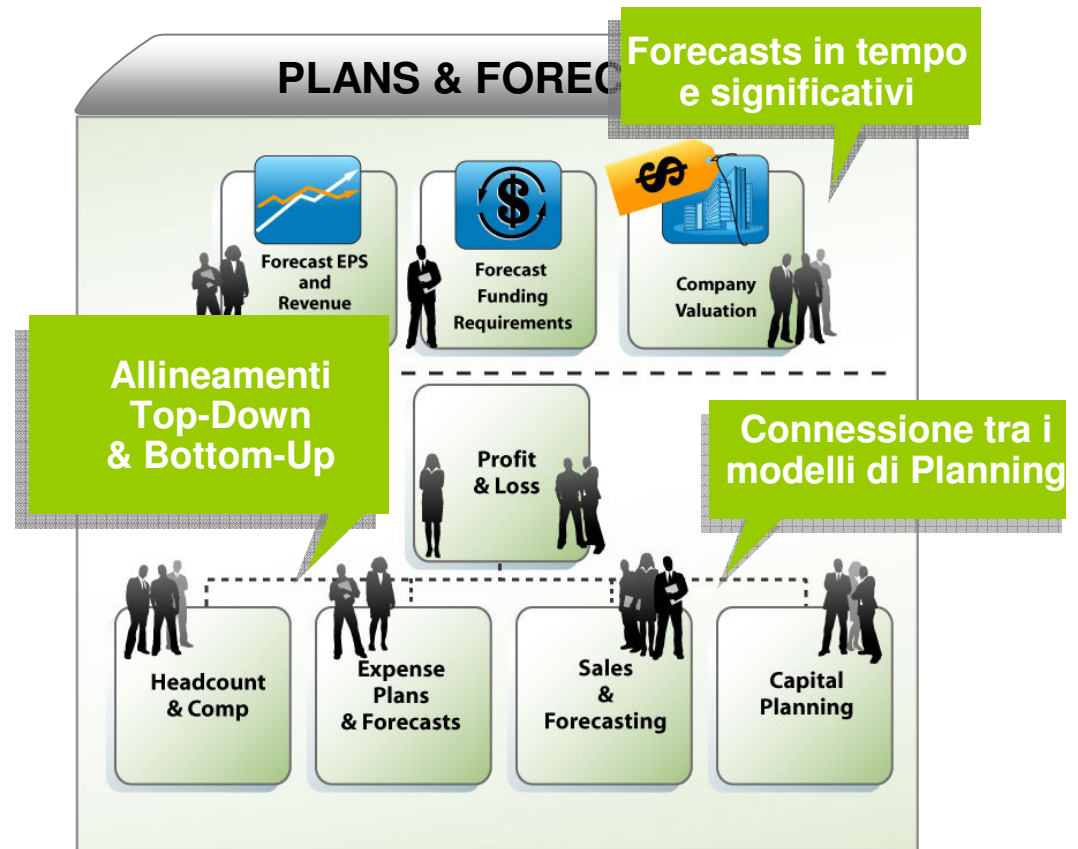 PLANS & FOREC
Forecasts in tempo
e significativi
Forecast EPS
and
Revenue
Forecast
Funding
Requirements
Company
Valuation
Allineamenti
Top-Down
& Bottom-Up
Profit
& Loss
Connessione tra i
modelli di Planning
Headcount
& Comp
Expense
Plans
& Forecasts
Sales
&
Forecasting
Capital
Planning